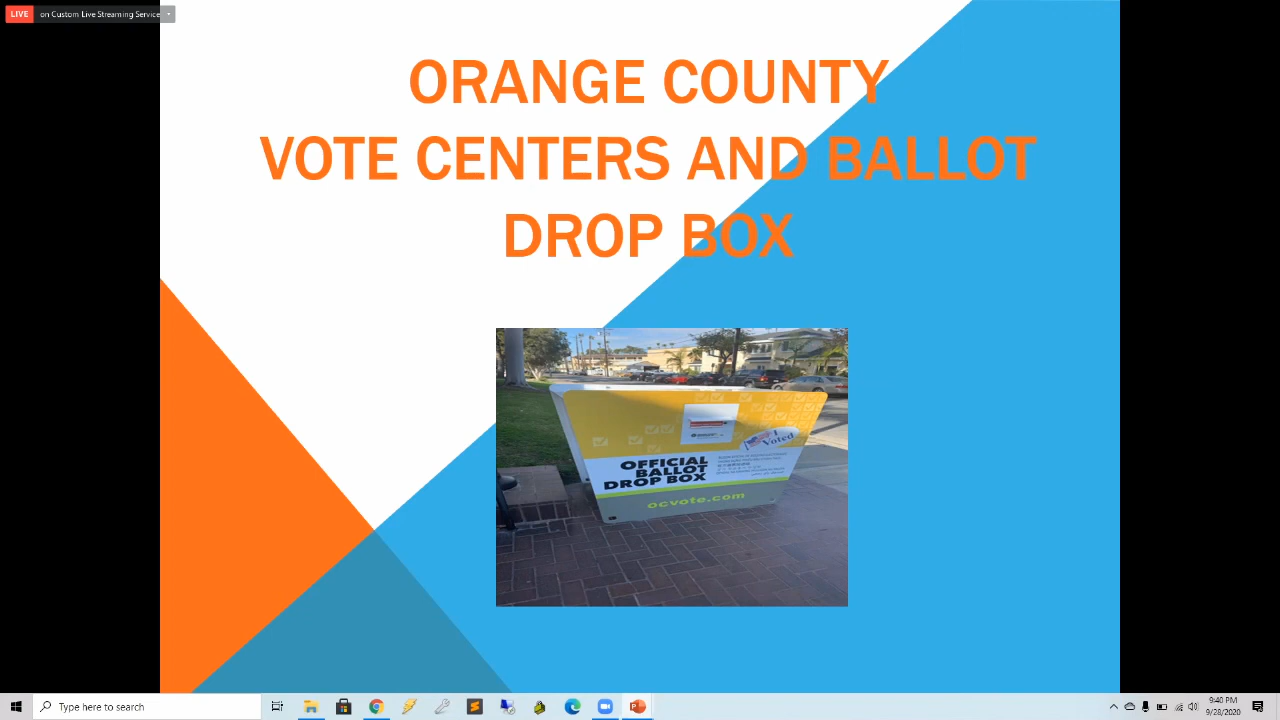 LIVE on Custom Live Streaming Service
ORANGE COUNTY
VOTE CENTERS AND BALLOT
DROP BOX
I Voted
OFFICIAL
BALLOT
DROP BOX
ocvote.com
Type here to search
9:40 PM
9/28/2020